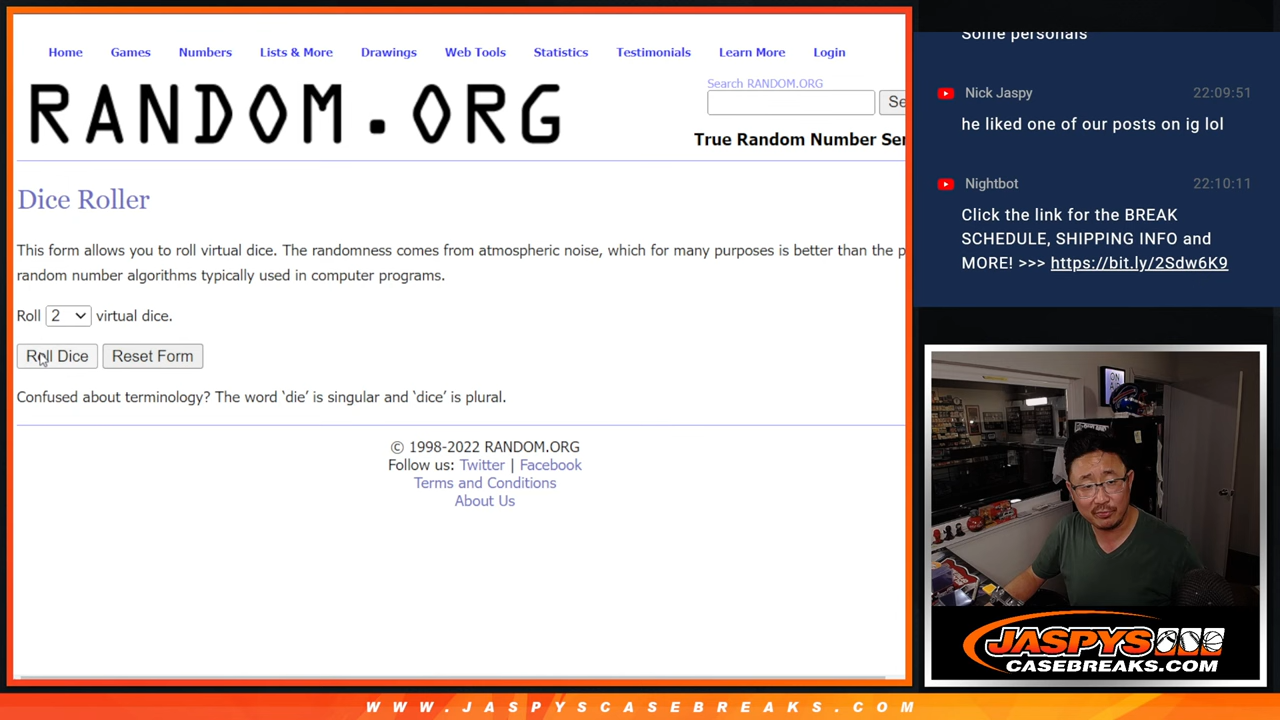 Home Games Numbers Lists & More Drawings Web Tools Statistics Testimonials Learn More Login
RANDOM.ORG
Search RANDOM.ORG
Se
True Random Number Ser
Dice Roller
This form allows you to roll virtual dice. The randomness comes from atmospheric noise, which for many purposes is better than the p
random number algorithms typically used in computer programs.
Roll 2 virtual dice.
Roll Dice Reset Form
Confused about terminology? The word ‘die’ is singular and ‘dice’ is plural.
© 1998-2022 RANDOM.ORG
Follow us: Twitter | Facebook
Terms and Conditions
About Us
Some personals
Nick Jaspy 22:09:51
he liked one of our posts on ig lol
Nightbot 22:10:11
Click the link for the BREAK
SCHEDULE, SHIPPING INFO and
MORE! >>> https://bit.ly/2Sdw6K9
ON
AIR
JASPYS
CASEBREAKS.COM
WWW.JASPYSCASEBREAKS.COM